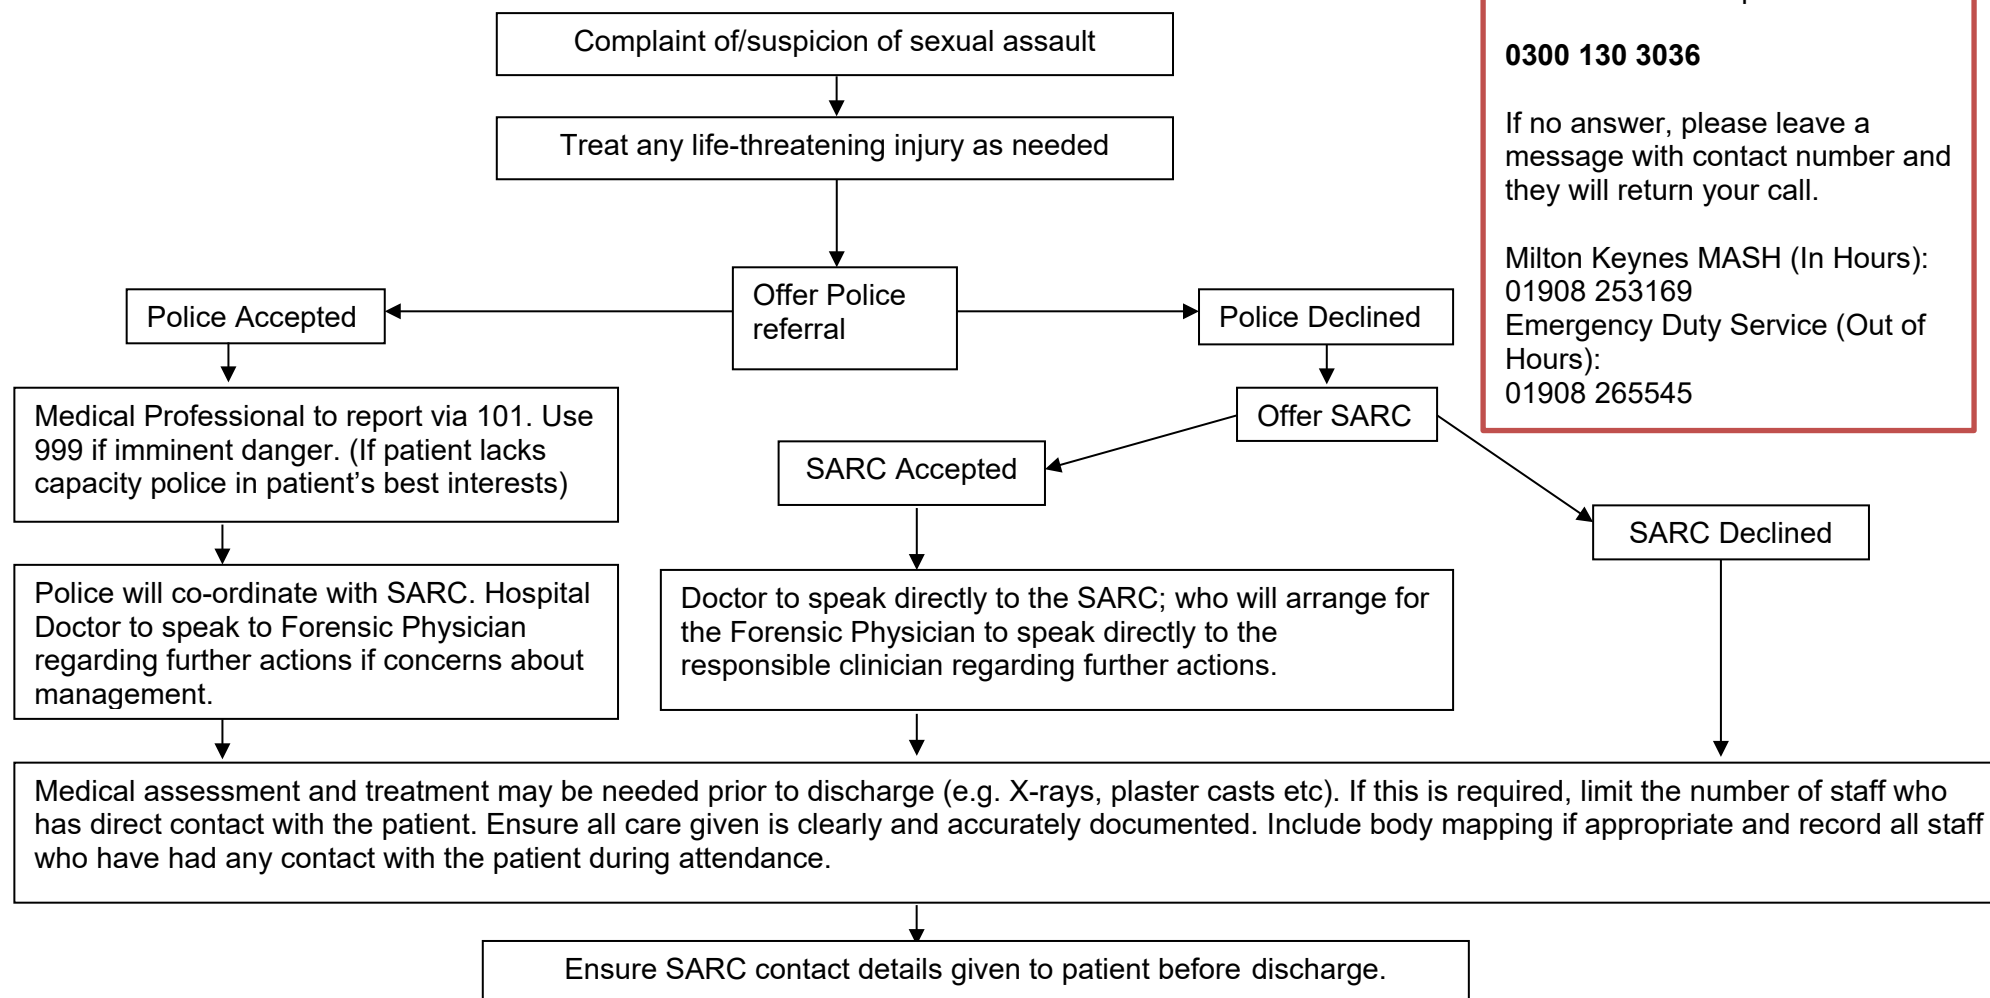 Complaint of/suspicion of sexual assault
Treat any life-threatening injury as needed
Offer Police
referral
Police Accepted
Police Declined
Medical Professional to report via 101. Use
999 if imminent danger. (If patient lacks
capacity police in patient’s best interests)
Offer SARC
SARC Accepted
SARC Declined
Police will co-ordinate with SARC. Hospital
Doctor to speak to Forensic Physician
regarding further actions if concerns about
management.
Doctor to speak directly to the SARC; who will arrange for
the Forensic Physician to speak directly to the
responsible clinician regarding further actions.
Medical assessment and treatment may be needed prior to discharge (e.g. X-rays, plaster casts etc). If this is required, limit the number of staff who
has direct contact with the patient. Ensure all care given is clearly and accurately documented. Include body mapping if appropriate and record all staff
who have had any contact with the patient during attendance.
Ensure SARC contact details given to patient before discharge.
0300 130 3036
If no answer, please leave a
message with contact number and
they will return your call.
Milton Keynes MASH (In Hours):
01908 253169
Emergency Duty Service (Out of
Hours):
01908 265545